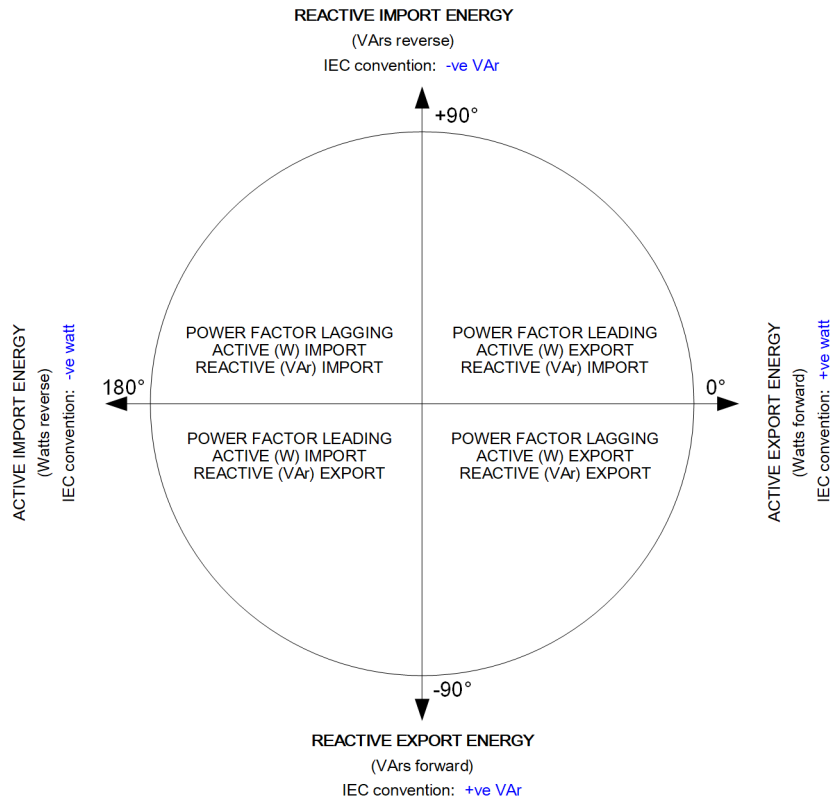 REACTIVE IMPORT ENERGY
(VArs reverse)
IEC convention: -ve VAr
+90°
POWER FACTOR LAGGING
ACTIVE (W) IMPORT
REACTIVE (VAr) IMPORT
POWER FACTOR LEADING
ACTIVE (W) EXPORT
REACTIVE (VAr) IMPORT
ACTIVE IMPORT ENERGY
(Watts reverse)
IEC convention: -ve watt
180°
0°
ACTIVE EXPORT ENERGY
(Watts forward)
IEC convention: +ve watt
POWER FACTOR LEADING
ACTIVE (W) IMPORT
REACTIVE (VAr) EXPORT
POWER FACTOR LAGGING
ACTIVE (W) EXPORT
REACTIVE (VAr) EXPORT
-90°
REACTIVE EXPORT ENERGY
(VArs forward)
IEC convention: +ve VAr